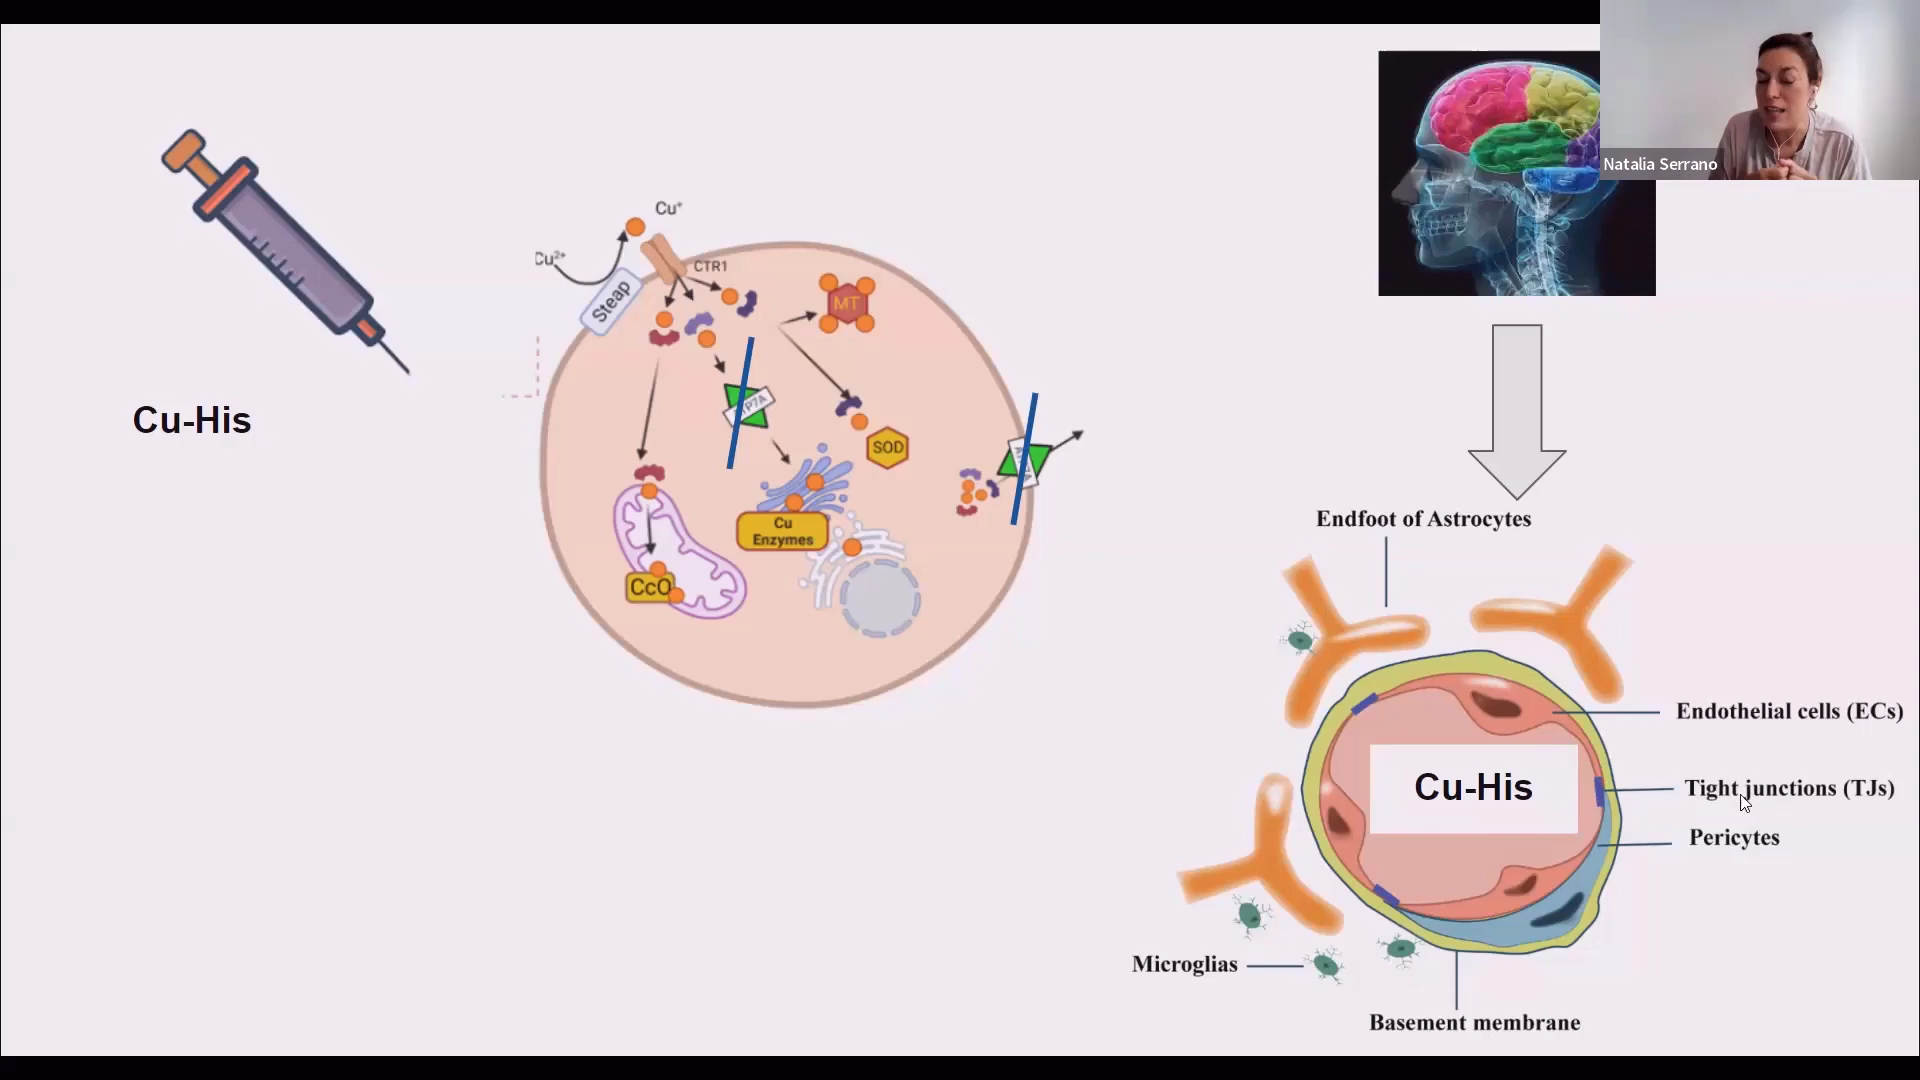 Natalia Serrano
Cu⁺
Cu²⁺
CTR1
Steap
MT
SOD
Cu
Enzymes
CcO
Cu-His
Endfoot of Astrocytes
Endothelial cells (ECs)
Cu-His
Tight junctions (TJs)
Pericytes
Microglias
Basement membrane